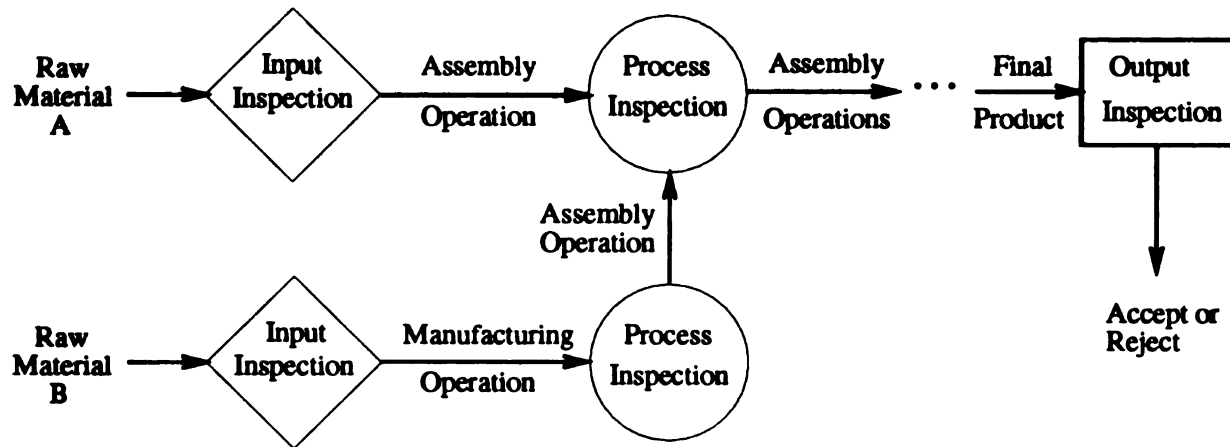 Raw
Material
A
Input
Inspection
Assembly
Operation
Process
Inspection
Assembly
Operations
...
Final
Product
Output
Inspection
Assembly
Operation
Raw
Material
B
Input
Inspection
Manufacturing
Operation
Process
Inspection
Accept or
Reject